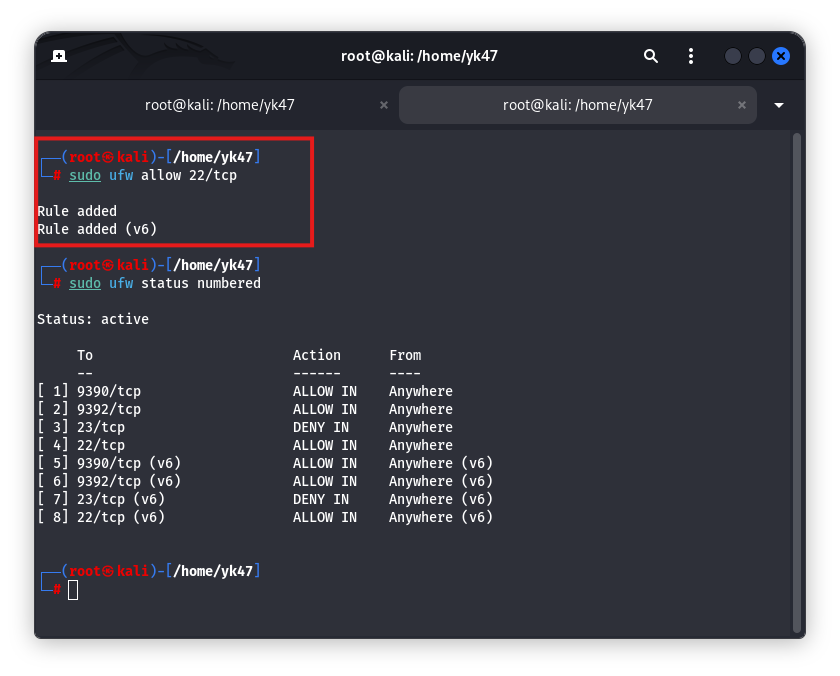 root@kali: /home/yk47
root@kali: /home/yk47 × root@kali: /home/yk47 ×
┌──(root㉿kali)-[/home/yk47]
└─# sudo ufw allow 22/tcp
Rule added
Rule added (v6)
┌──(root㉿kali)-[/home/yk47]
└─# sudo ufw status numbered
Status: active
To Action From
-- ------ ----
[ 1] 9390/tcp ALLOW IN Anywhere
[ 2] 9392/tcp ALLOW IN Anywhere
[ 3] 23/tcp DENY IN Anywhere
[ 4] 22/tcp ALLOW IN Anywhere
[ 5] 9390/tcp (v6) ALLOW IN Anywhere (v6)
[ 6] 9392/tcp (v6) ALLOW IN Anywhere (v6)
[ 7] 23/tcp (v6) DENY IN Anywhere (v6)
[ 8] 22/tcp (v6) ALLOW IN Anywhere (v6)
┌──(root㉿kali)-[/home/yk47]
└─#